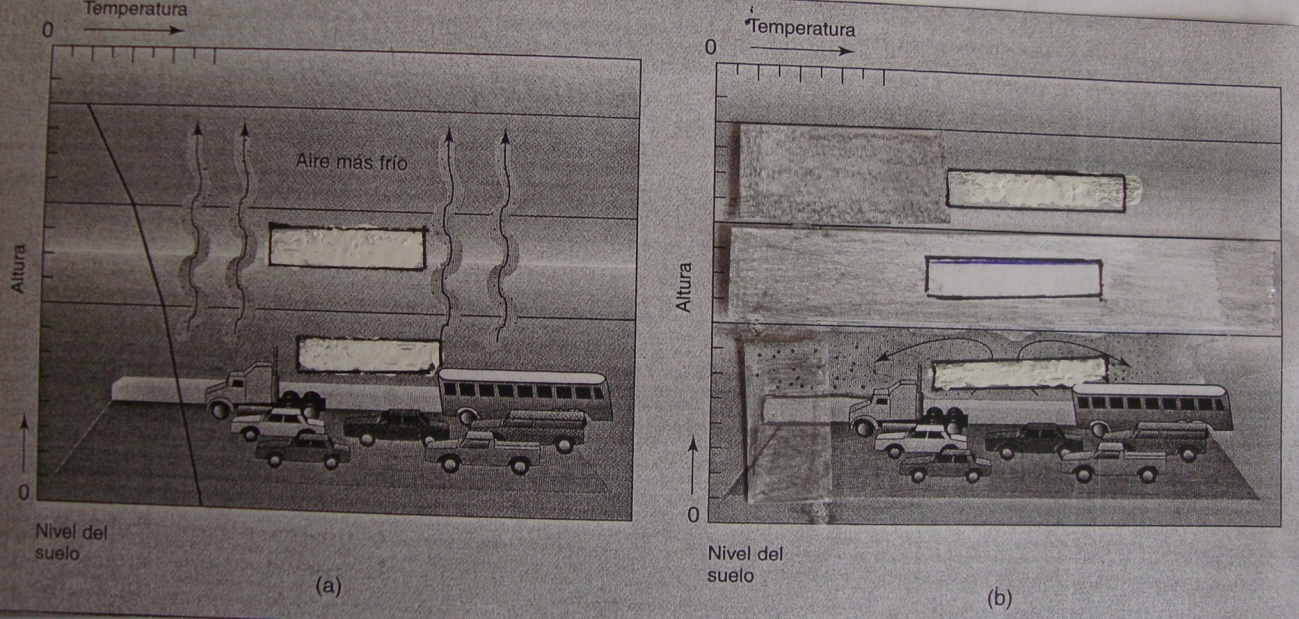 Temperatura
0
Aire más frío
Altura
0
Nivel del
suelo
(a)
Temperatura
0
Altura
0
Nivel del
suelo
(b)